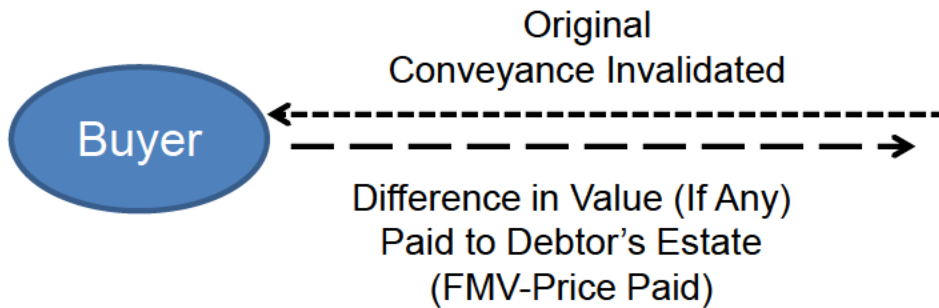 Original
Conveyance Invalidated
Buyer
Difference in Value (If Any)
Paid to Debtor's Estate
(FMV-Price Paid)